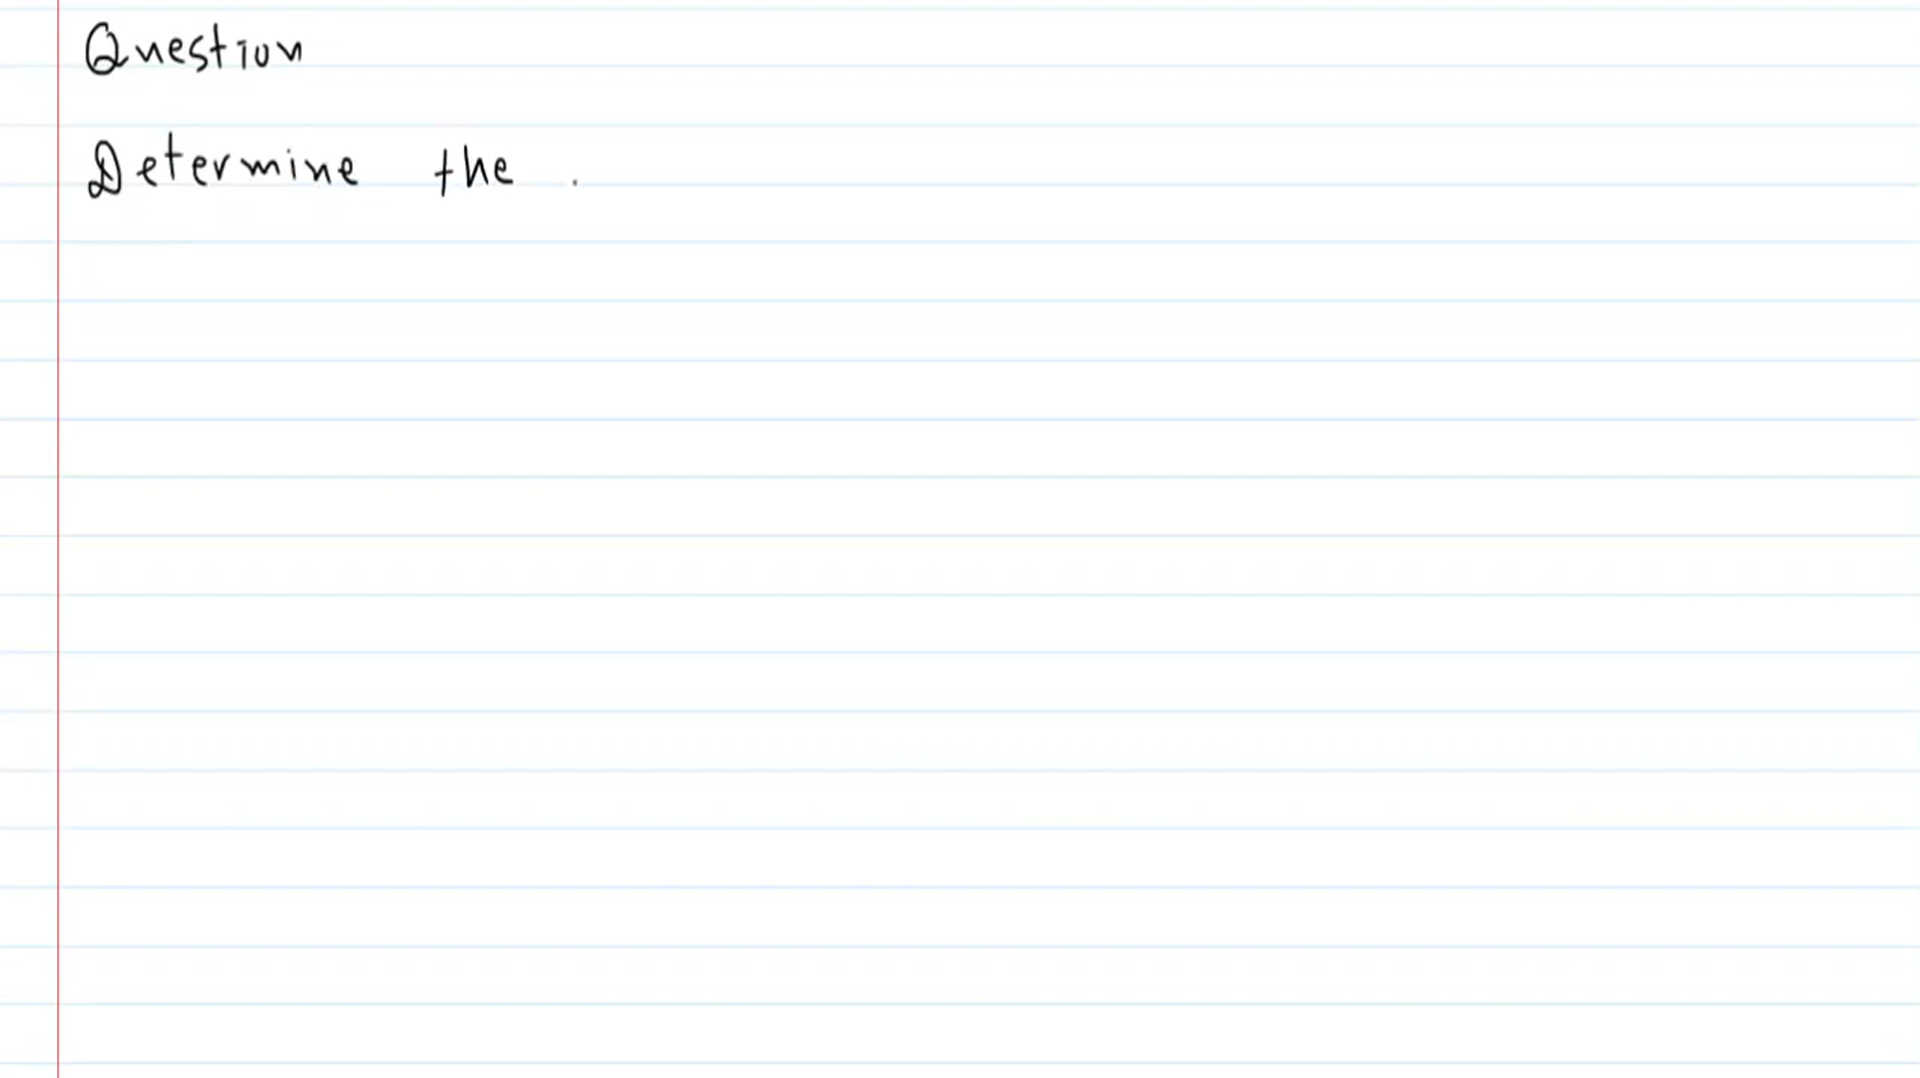 Question
Determine the .